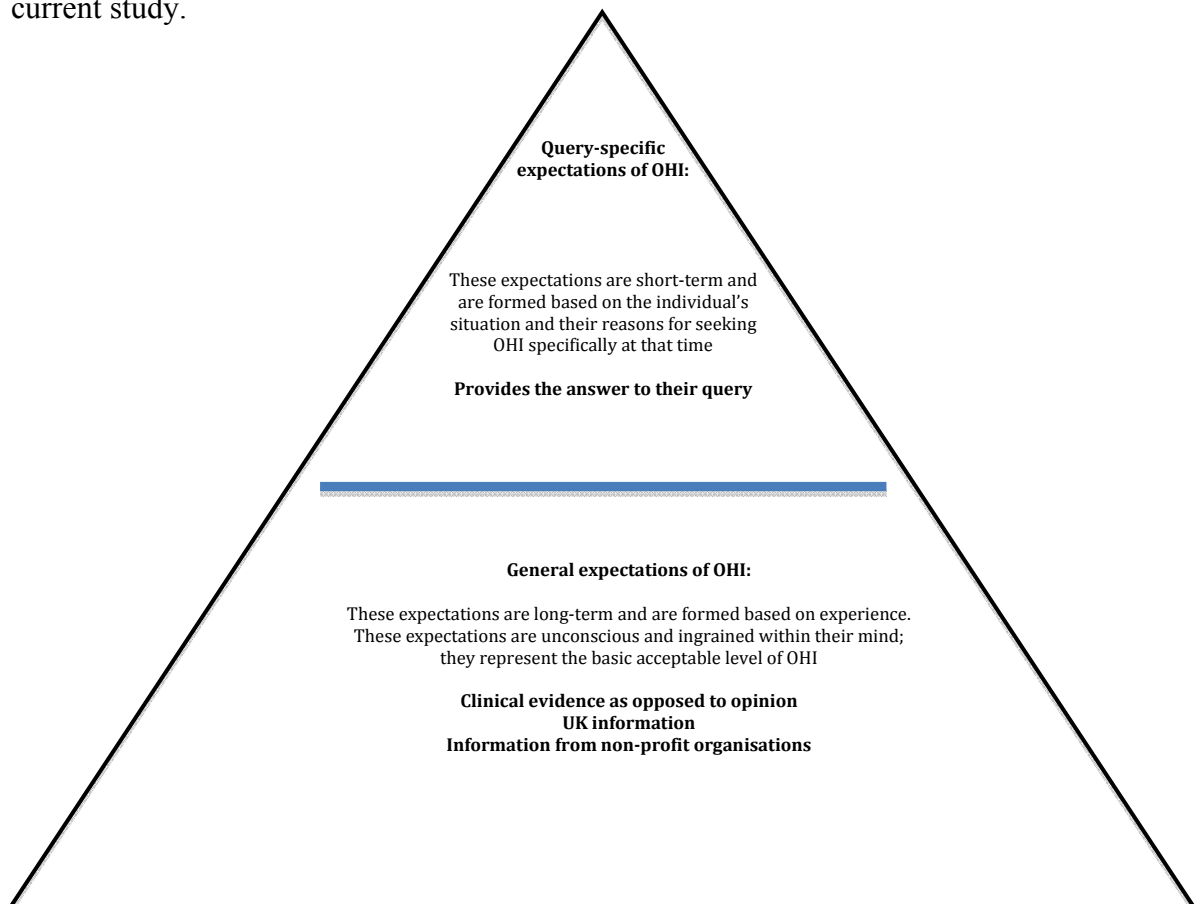 current study.
Query-specific
expectations of OHI:
These expectations are short-term and
are formed based on the individual’s
situation and their reasons for seeking
OHI specifically at that time
Provides the answer to their query
General expectations of OHI:
These expectations are long-term and are formed based on experience.
These expectations are unconscious and ingrained within their mind;
they represent the basic acceptable level of OHI
Clinical evidence as opposed to opinion
UK information
Information from non-profit organisations